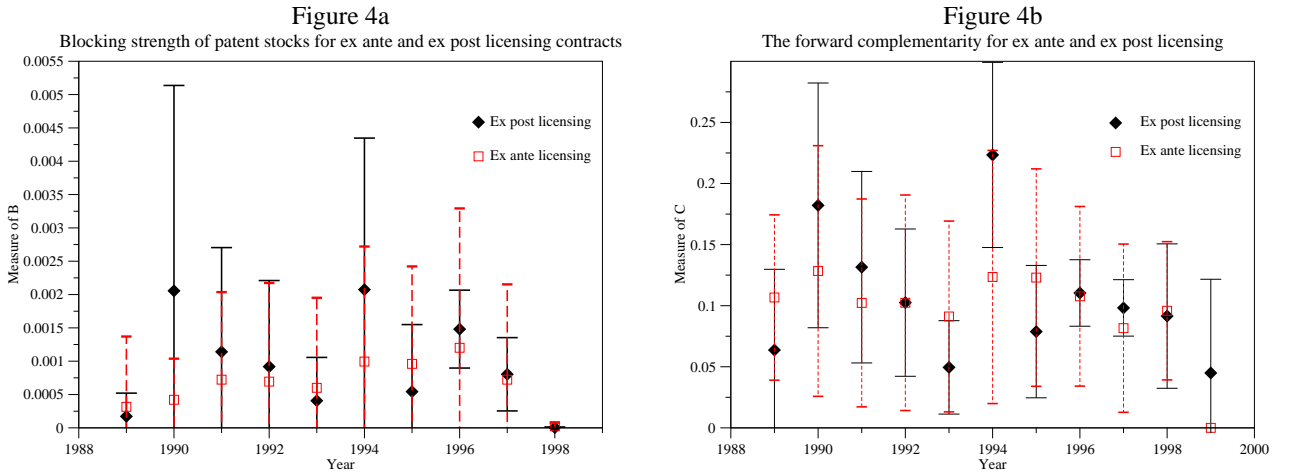 Figure 4a
Blocking strength of patent stocks for ex ante and ex post licensing contracts
0.0055
0.005
0.0045
0.004
0.0035
0.003
0.0025
0.002
0.0015
0.001
0.0005
0
Measure of B
Ex post licensing
Ex ante licensing
1988 1990 1992 1994 1996 1998
Year
Figure 4b
The forward complementarity for ex ante and ex post licensing
0.25
0.2
0.15
0.1
0.05
0
Measure of C
Ex post licensing
Ex ante licensing
1988 1990 1992 1994 1996 1998 2000
Year